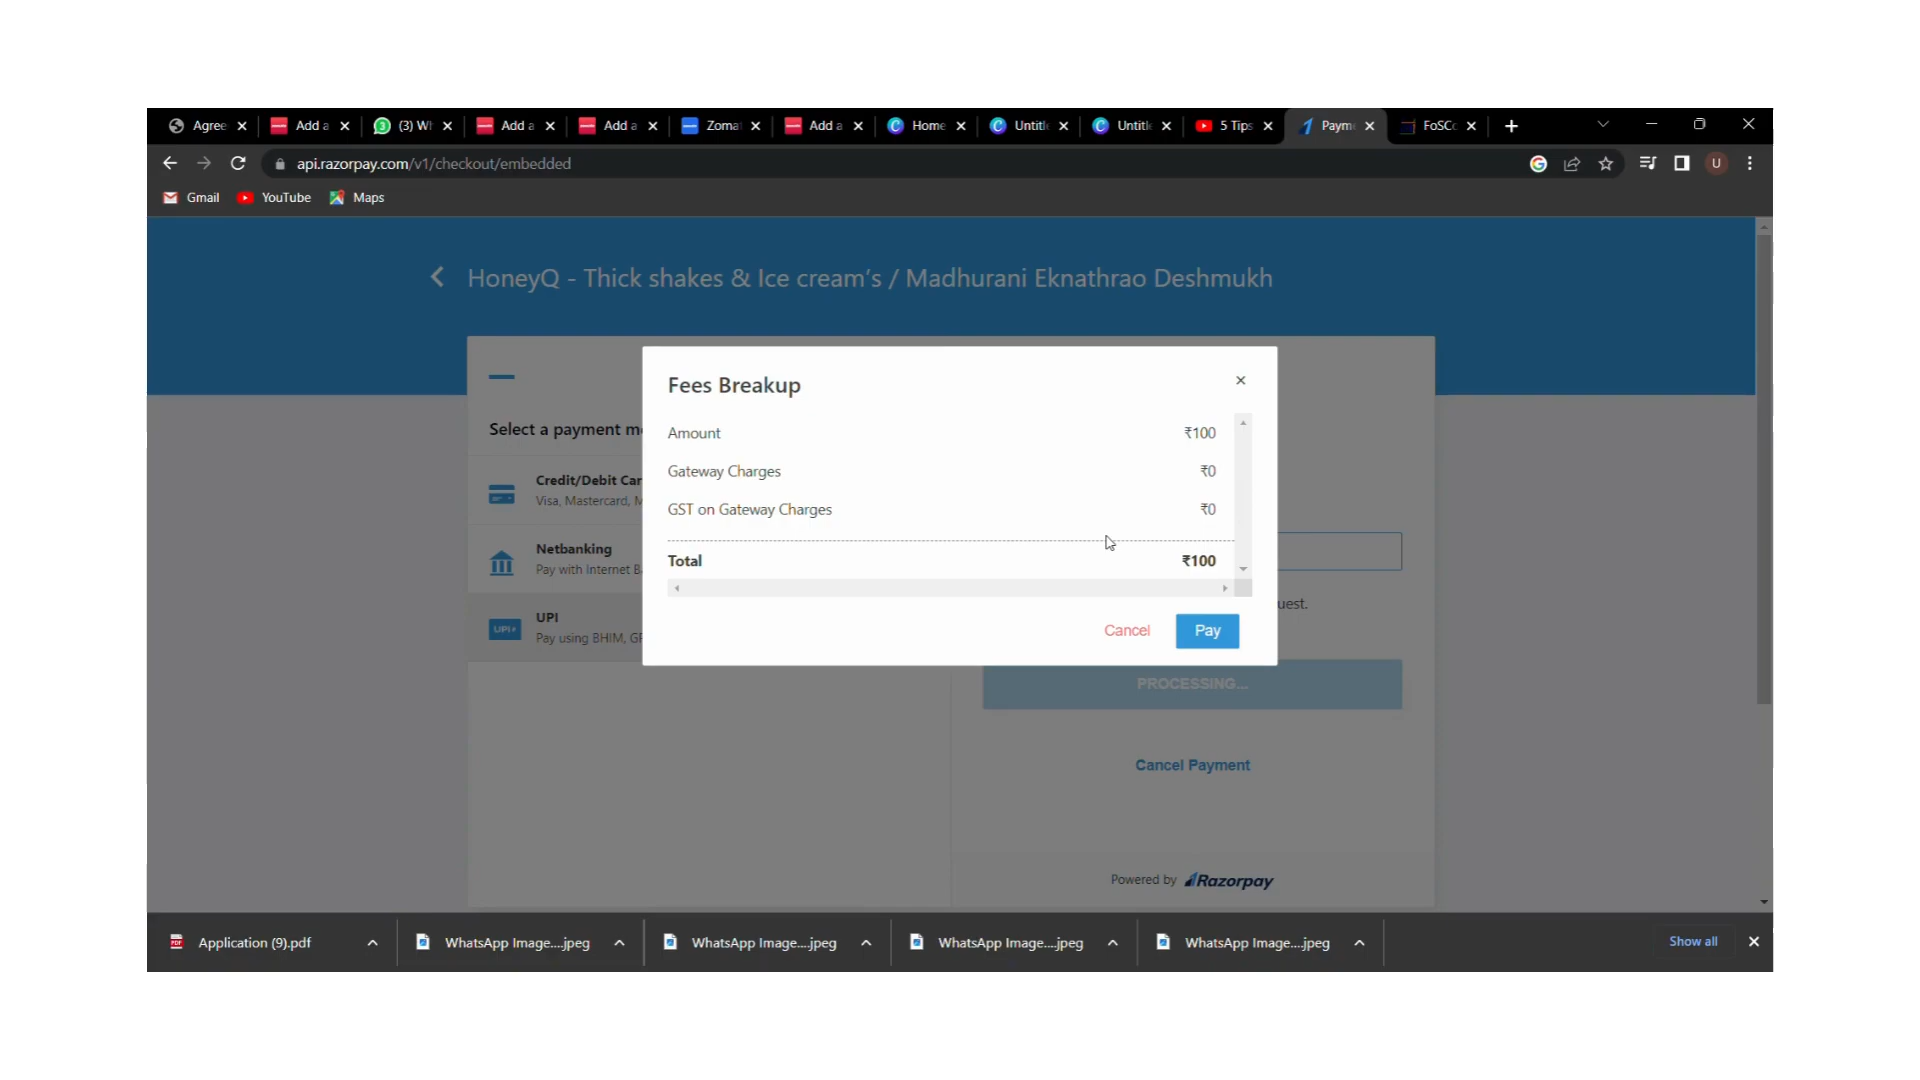 Agree
Add a
(3) W
Add a
Add a
Zoma
Add a
Home
Untitl
Untitl
5 Tips
Paym
FoSCo
api.razorpay.com/v1/checkout/embedded
U
Gmail
YouTube
Maps
HoneyQ - Thick shakes & Ice cream's / Madhurani Eknathrao Deshmukh
Select a payment m
Credit/Debit Car
Visa, Mastercard, M
Netbanking
Pay with Internet B
UPI
UPI
Pay using BHIM, G
Fees Breakup
Amount ₹100
Gateway Charges ₹0
GST on Gateway Charges ₹0
Total ₹100
Cancel
Pay
uest.
PROCESSING...
Cancel Payment
Powered by Razorpay
PDF
Application (9).pdf
WhatsApp Image....jpeg
WhatsApp Image....jpeg
WhatsApp Image....jpeg
WhatsApp Image....jpeg
Show all